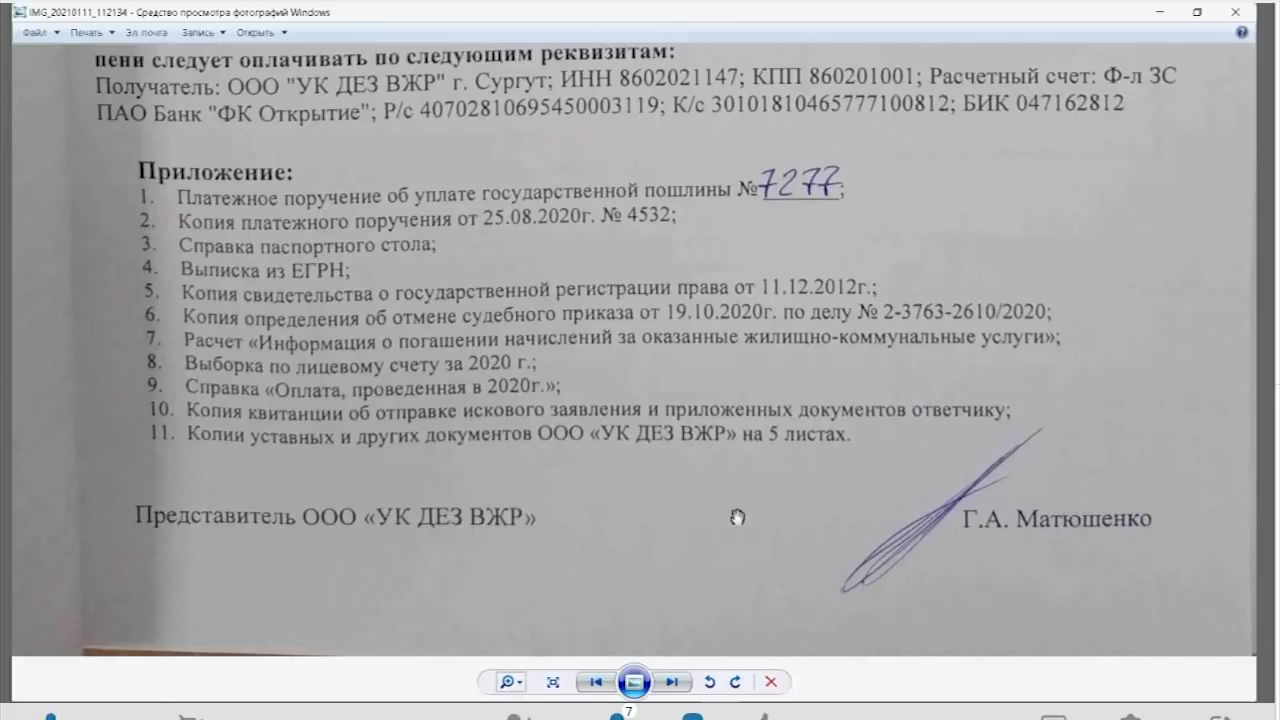 IMG_20210111_112134 - Средство просмотра фотографий Windows
Файл Печать Эл. почта Запись Открыть
пени следует оплачивать по следующим реквизитам:
Получатель: ООО "УК ДЕЗ ВЖР" г. Сургут; ИНН 8602021147; КПП 860201001; Расчетный счет: Ф-л ЗС
ПАО Банк "ФК Открытие"; Р/с 40702810695450003119; К/с 30101810465777100812; БИК 047162812
Приложение:
1. Платежное поручение об уплате государственной пошлины № 7277;
2. Копия платежного поручения от 25.08.2020г. № 4532;
3. Справка паспортного стола;
4. Выписка из ЕГРН;
5. Копия свидетельства о государственной регистрации права от 11.12.2012г.;
6. Копия определения об отмене судебного приказа от 19.10.2020г. по делу № 2-3763-2610/2020;
7. Расчет «Информация о погашении начислений за оказанные жилищно-коммунальные услуги»;
8. Выборка по лицевому счету за 2020 г.;
9. Справка «Оплата, проведенная в 2020г.»;
10. Копия квитанции об отправке искового заявления и приложенных документов ответчику;
11. Копии уставных и других документов ООО «УК ДЕЗ ВЖР» на 5 листах.
Представитель ООО «УК ДЕЗ ВЖР» Г.А. Матюшенко
7